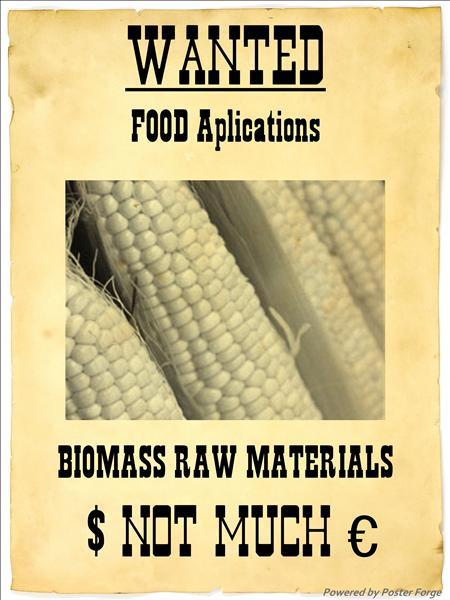 WANTED
FOOD Aplications
BIOMASS RAW MATERIALS
$ NOT MUCH €
Powered by Poster Forge